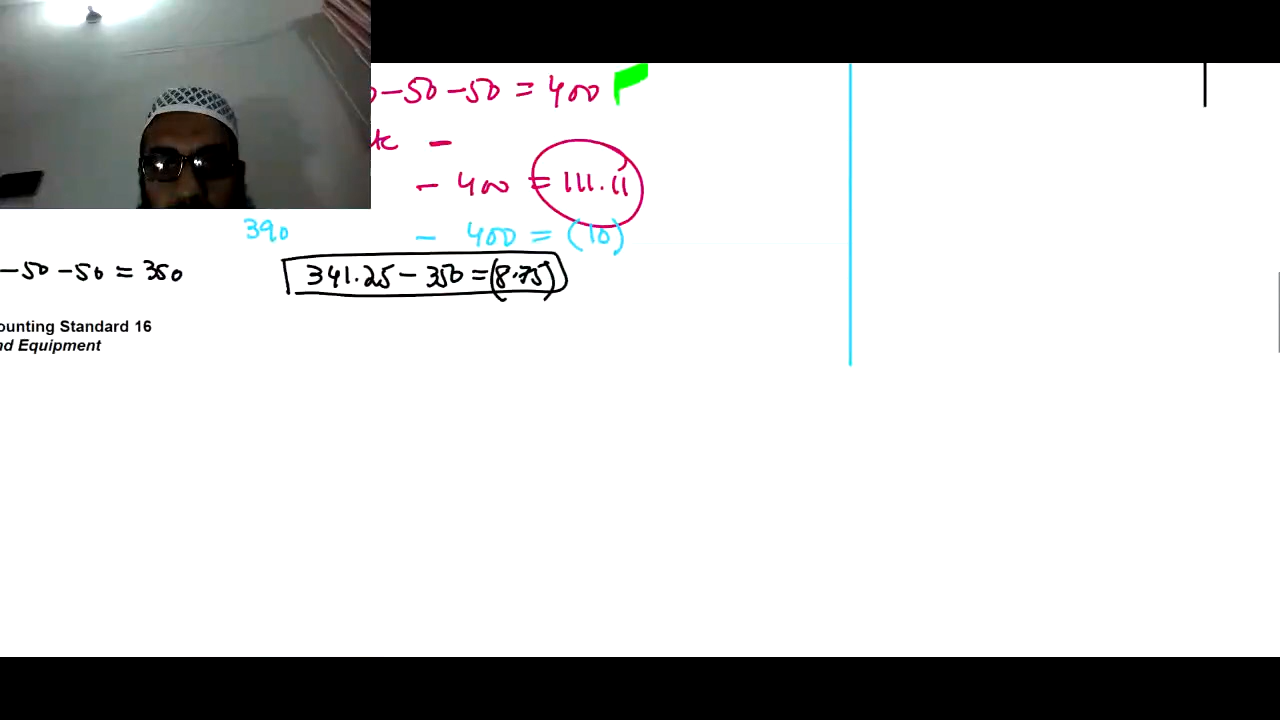 -50 -50 = 400
- 400 = 111.11
390 - 400 = (10)
-50 -50 = 350
341.25 - 350 = (8.75)
ounting Standard 16
nd Equipment